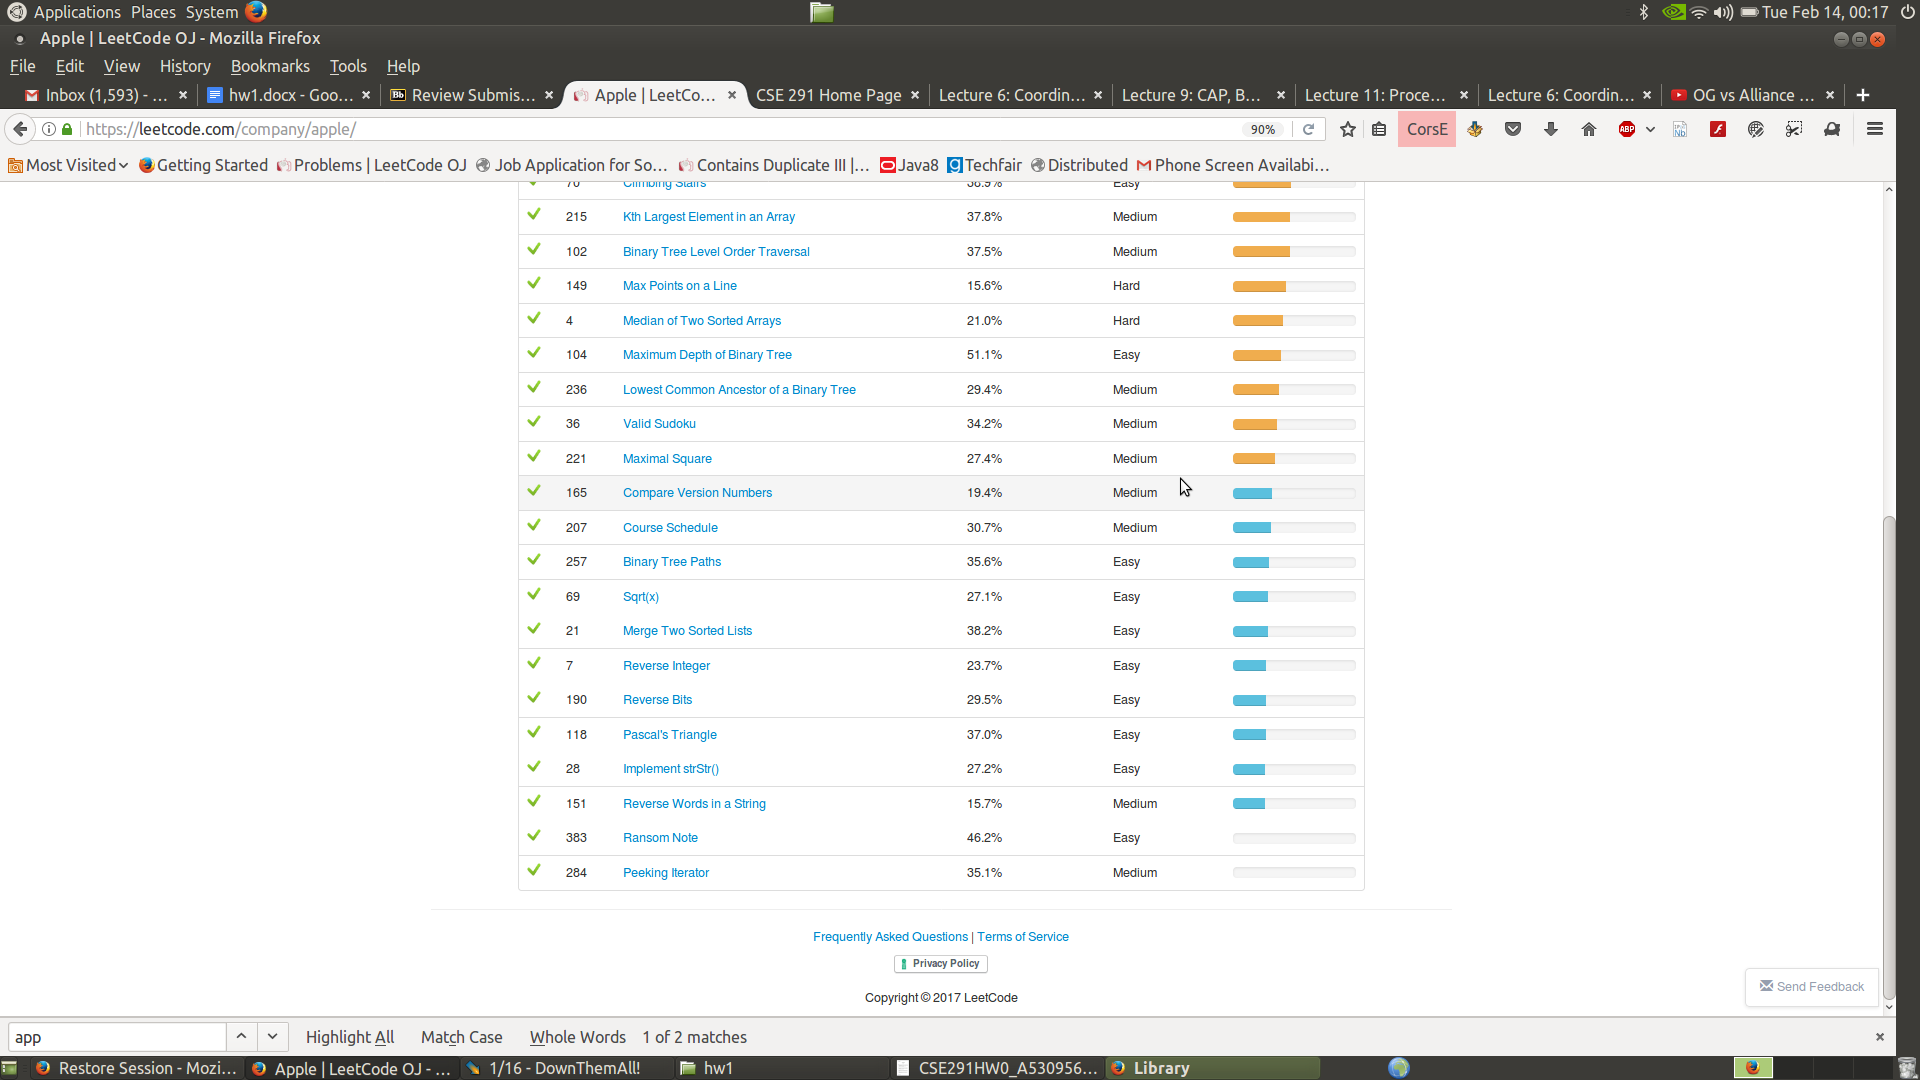 Applications Places System Tue Feb 14, 00:17
Apple | LeetCode OJ - Mozilla Firefox
File Edit View History Bookmarks Tools Help
Inbox (1,593) - ... hw1.docx - Goo... Bb Review Submis... Apple | LeetCo... CSE 291 Home Page Lecture 6: Coordin... Lecture 9: CAP, B... Lecture 11: Proce... Lecture 6: Coordin... OG vs Alliance ...
https://leetcode.com/company/apple/ 90% CorsE ABP
Most Visited Getting Started Problems | LeetCode OJ Job Application for So... Contains Duplicate III |... Java8 Techfair Distributed Phone Screen Availabi...
70 Climbing Stairs 38.9% Easy
215 Kth Largest Element in an Array 37.8% Medium
102 Binary Tree Level Order Traversal 37.5% Medium
149 Max Points on a Line 15.6% Hard
4 Median of Two Sorted Arrays 21.0% Hard
104 Maximum Depth of Binary Tree 51.1% Easy
236 Lowest Common Ancestor of a Binary Tree 29.4% Medium
36 Valid Sudoku 34.2% Medium
221 Maximal Square 27.4% Medium
165 Compare Version Numbers 19.4% Medium
207 Course Schedule 30.7% Medium
257 Binary Tree Paths 35.6% Easy
69 Sqrt(x) 27.1% Easy
21 Merge Two Sorted Lists 38.2% Easy
7 Reverse Integer 23.7% Easy
190 Reverse Bits 29.5% Easy
118 Pascal's Triangle 37.0% Easy
28 Implement strStr() 27.2% Easy
151 Reverse Words in a String 15.7% Medium
383 Ransom Note 46.2% Easy
284 Peeking Iterator 35.1% Medium
Frequently Asked Questions | Terms of Service
Privacy Policy
Copyright © 2017 LeetCode
Send Feedback
app Highlight All Match Case Whole Words 1 of 2 matches
Restore Session - Mozi... Apple | LeetCode OJ - ... 1/16 - DownThemAll! hw1 CSE291HW0_A530956... Library